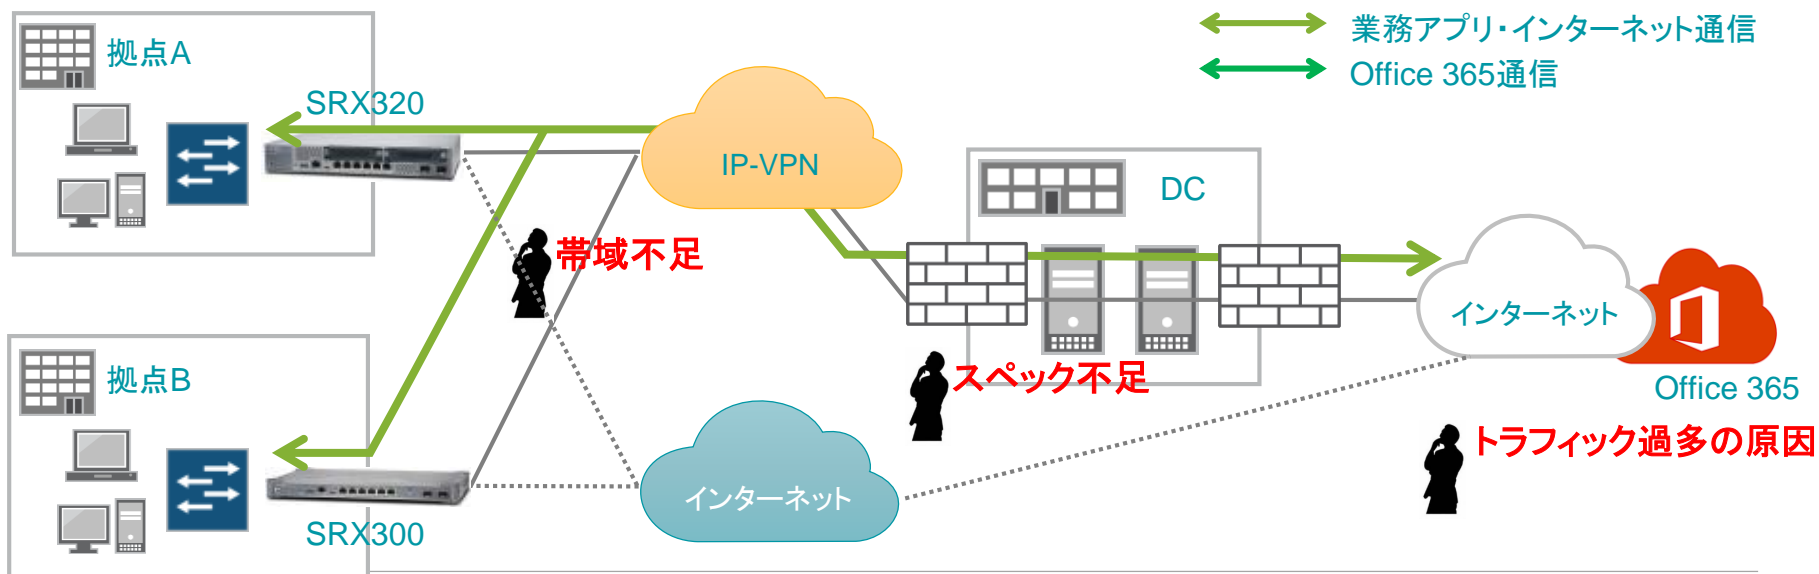 業務アプリ・インターネット通信
Office 365通信
拠点A
SRX320
IP-VPN
DC
帯域不足
インターネット
スペック不足
Office 365
拠点B
トラフィック過多の原因
インターネット
SRX300